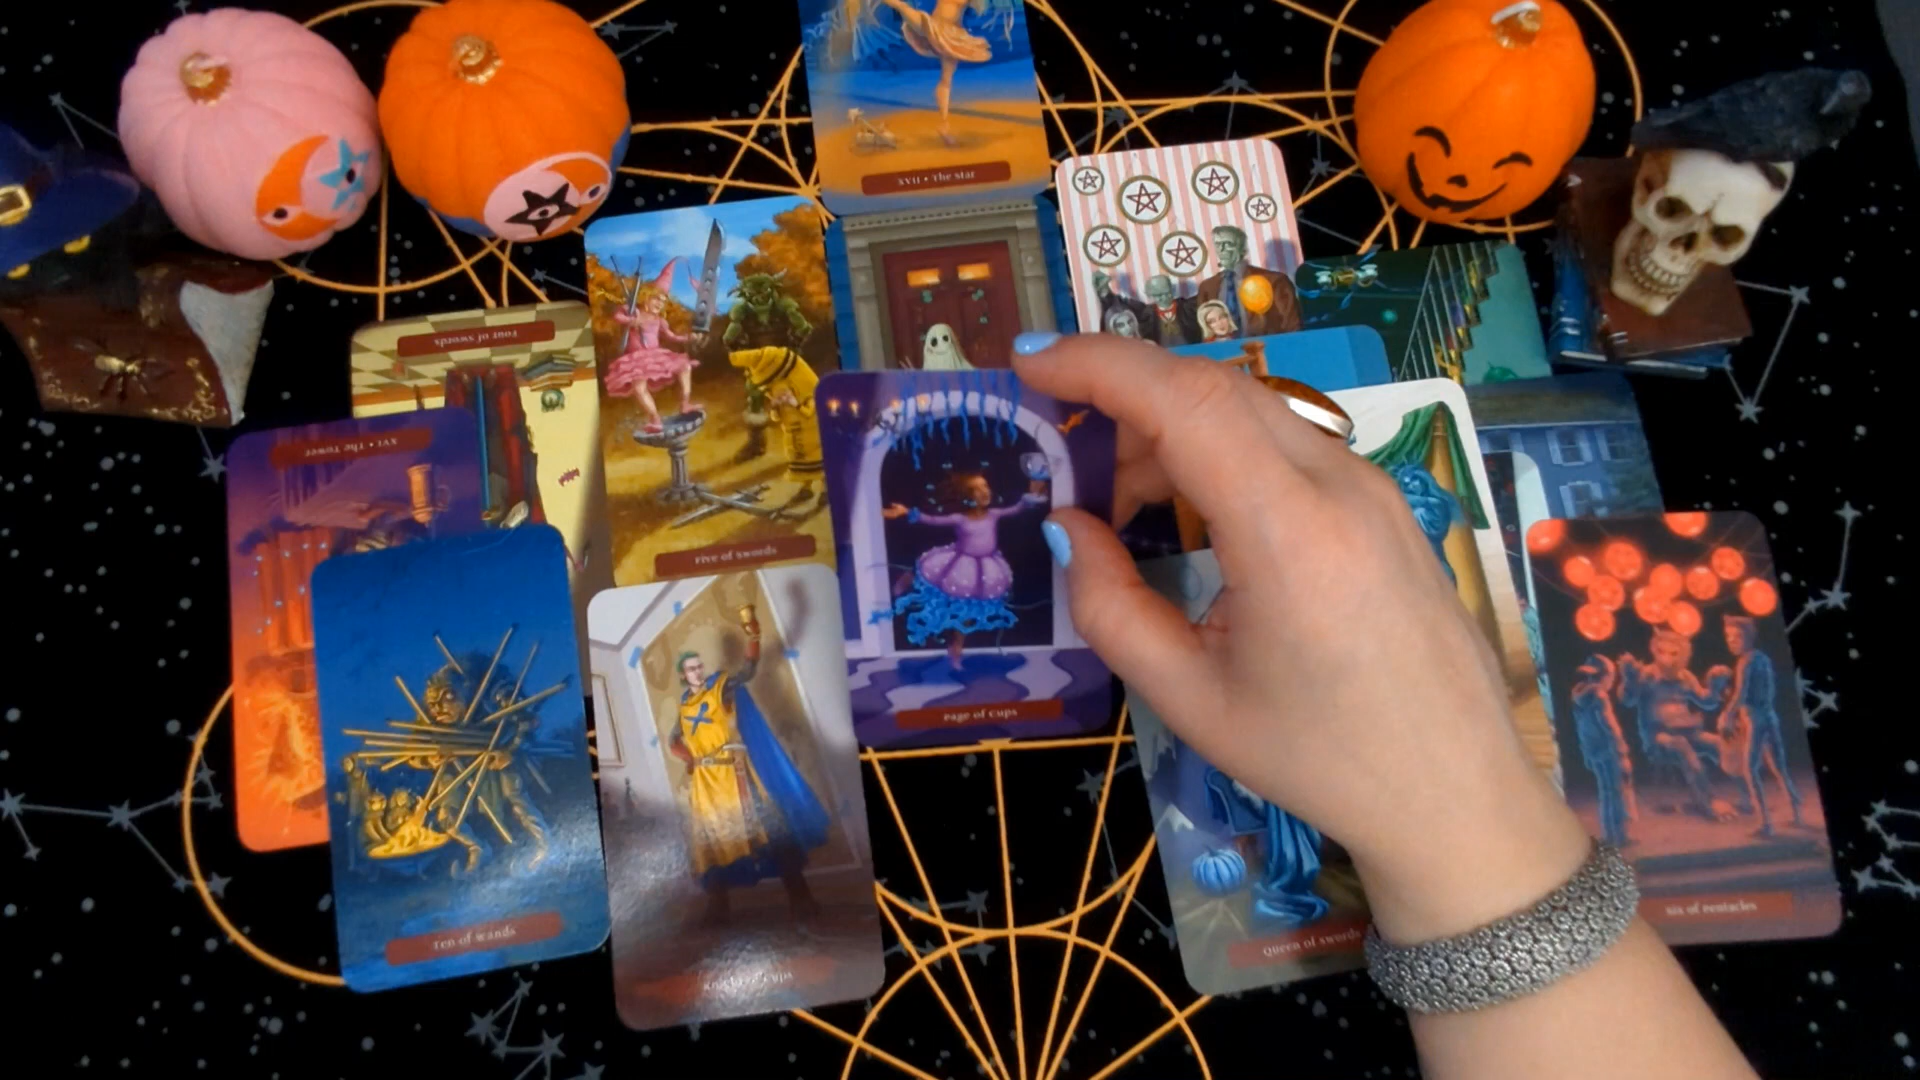 XVII • The Star
Four of Swords
XVI • The Tower
Five of Swords
Page of Cups
Ten of Wands
Queen of Swords
Six of Pentacles